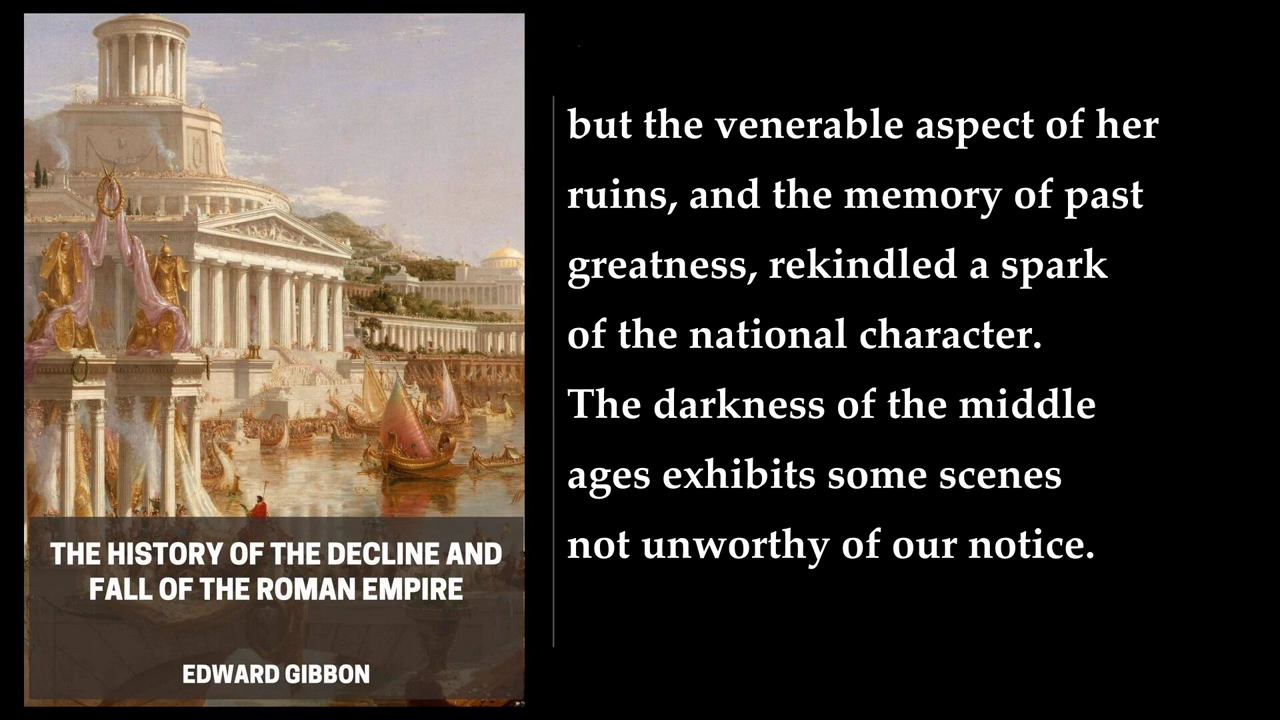 THE HISTORY OF THE DECLINE AND
FALL OF THE ROMAN EMPIRE
EDWARD GIBBON
but the venerable aspect of her
ruins, and the memory of past
greatness, rekindled a spark
of the national character.
The darkness of the middle
ages exhibits some scenes
not unworthy of our notice.